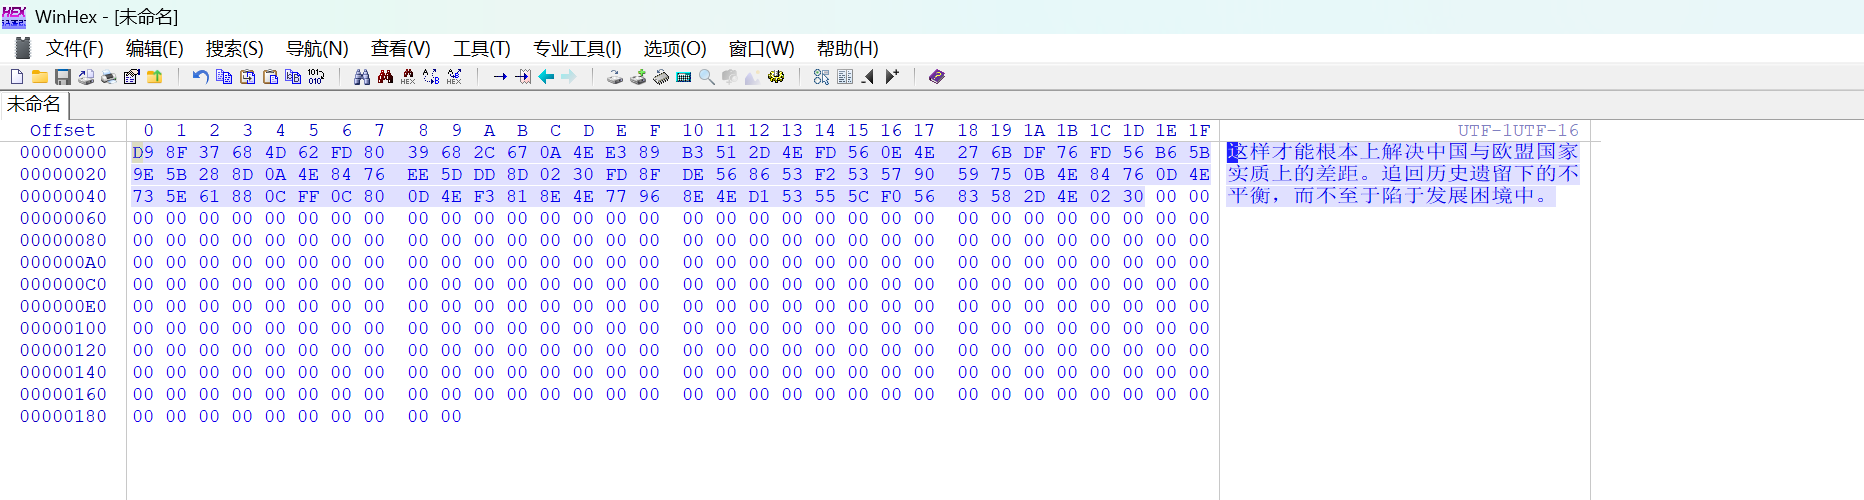 WinHex - [未命名]
文件(F) 编辑(E) 搜索(S) 导航(N) 查看(V) 工具(T) 专业工具(I) 选项(O) 窗口(W) 帮助(H)
未命名
Offset 0 1 2 3 4 5 6 7 8 9 A B C D E F 10 11 12 13 14 15 16 17 18 19 1A 1B 1C 1D 1E 1F UTF-1UTF-16
00000000 D9 8F 37 68 4D 62 FD 80 39 68 2C 67 0A 4E E3 89 B3 51 2D 4E FD 56 0E 4E 27 6B DF 76 FD 56 B6 5B 这样才能根本上解决中国与欧盟国家
00000020 9E 5B 28 8D 0A 4E 84 76 EE 5D DD 8D 02 30 FD 8F DE 56 86 53 F2 53 57 90 59 75 0B 4E 84 76 0D 4E 实质上的差距。追回历史遗留下的不
00000040 73 5E 61 88 0C FF 0C 80 0D 4E F3 81 8E 4E 77 96 8E 4E D1 53 55 5C F0 56 83 58 2D 4E 02 30 00 00 平衡，而不至于陷于发展困境中。
00000060 00 00 00 00 00 00 00 00 00 00 00 00 00 00 00 00 00 00 00 00 00 00 00 00 00 00 00 00 00 00 00 00
00000080 00 00 00 00 00 00 00 00 00 00 00 00 00 00 00 00 00 00 00 00 00 00 00 00 00 00 00 00 00 00 00 00
000000A0 00 00 00 00 00 00 00 00 00 00 00 00 00 00 00 00 00 00 00 00 00 00 00 00 00 00 00 00 00 00 00 00
000000C0 00 00 00 00 00 00 00 00 00 00 00 00 00 00 00 00 00 00 00 00 00 00 00 00 00 00 00 00 00 00 00 00
000000E0 00 00 00 00 00 00 00 00 00 00 00 00 00 00 00 00 00 00 00 00 00 00 00 00 00 00 00 00 00 00 00 00
00000100 00 00 00 00 00 00 00 00 00 00 00 00 00 00 00 00 00 00 00 00 00 00 00 00 00 00 00 00 00 00 00 00
00000120 00 00 00 00 00 00 00 00 00 00 00 00 00 00 00 00 00 00 00 00 00 00 00 00 00 00 00 00 00 00 00 00
00000140 00 00 00 00 00 00 00 00 00 00 00 00 00 00 00 00 00 00 00 00 00 00 00 00 00 00 00 00 00 00 00 00
00000160 00 00 00 00 00 00 00 00 00 00 00 00 00 00 00 00 00 00 00 00 00 00 00 00 00 00 00 00 00 00 00 00
00000180 00 00 00 00 00 00 00 00 00 00